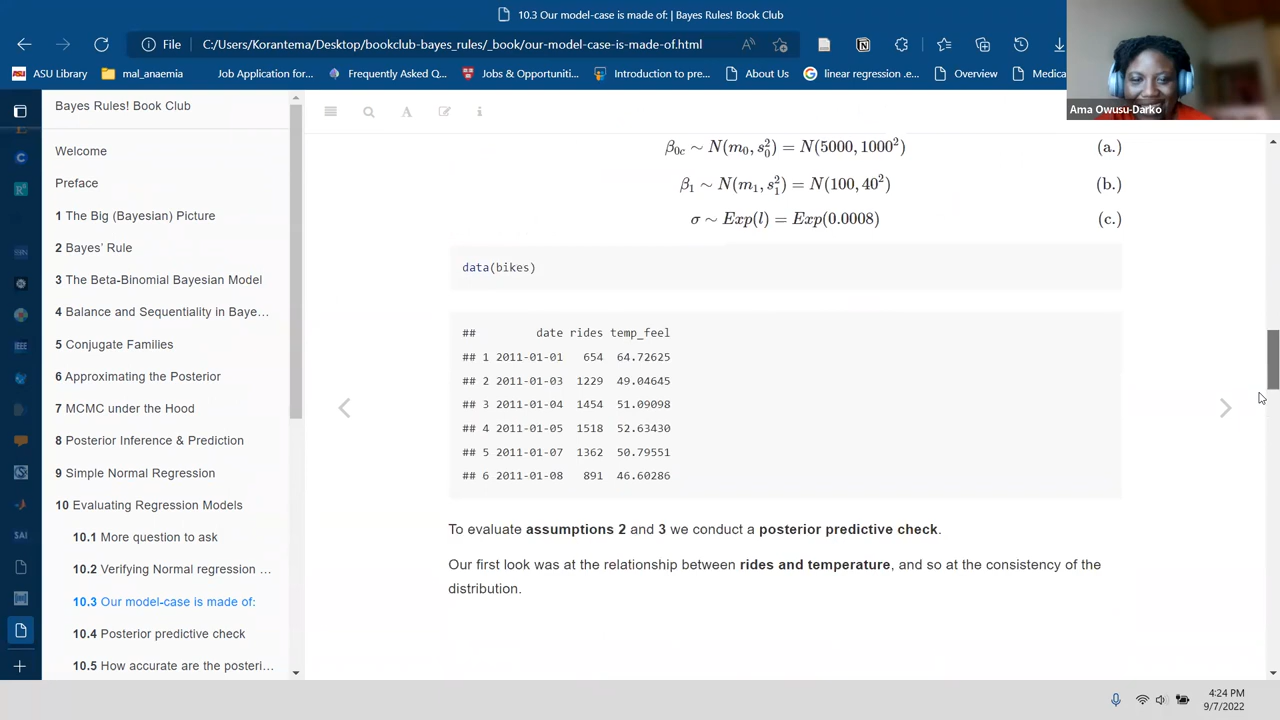 10.3 Our model-case is made of: | Bayes Rules! Book Club
File
C:/Users/Korantema/Desktop/bookclub-bayes_rules/_book/our-model-case-is-made-of.html
ASU Library
mal_anaemia
Job Application for...
Frequently Asked Q...
Jobs & Opportuniti...
Introduction to pre...
About Us
linear regression .e...
Overview
Medica
Ama Owusu-Darko
Bayes Rules! Book Club
Welcome
Preface
1 The Big (Bayesian) Picture
2 Bayes' Rule
3 The Beta-Binomial Bayesian Model
4 Balance and Sequentiality in Baye...
5 Conjugate Families
6 Approximating the Posterior
7 MCMC under the Hood
8 Posterior Inference & Prediction
9 Simple Normal Regression
10 Evaluating Regression Models
10.1 More question to ask
10.2 Verifying Normal regression ...
10.3 Our model-case is made of:
10.4 Posterior predictive check
10.5 How accurate are the posteri...
β0c ∼ N(m0, s0²) = N(5000, 1000²) (a.)
β1 ∼ N(m1, s1²) = N(100, 40²) (b.)
σ ∼ Exp(l) = Exp(0.0008) (c.)
data(bikes)
## date rides temp_feel
## 1 2011-01-01 654 64.72625
## 2 2011-01-03 1229 49.04645
## 3 2011-01-04 1454 51.09098
## 4 2011-01-05 1518 52.63430
## 5 2011-01-07 1362 50.79551
## 6 2011-01-08 891 46.60286
To evaluate assumptions 2 and 3 we conduct a posterior predictive check.
Our first look was at the relationship between rides and temperature, and so at the consistency of the
distribution.
4:24 PM
9/7/2022